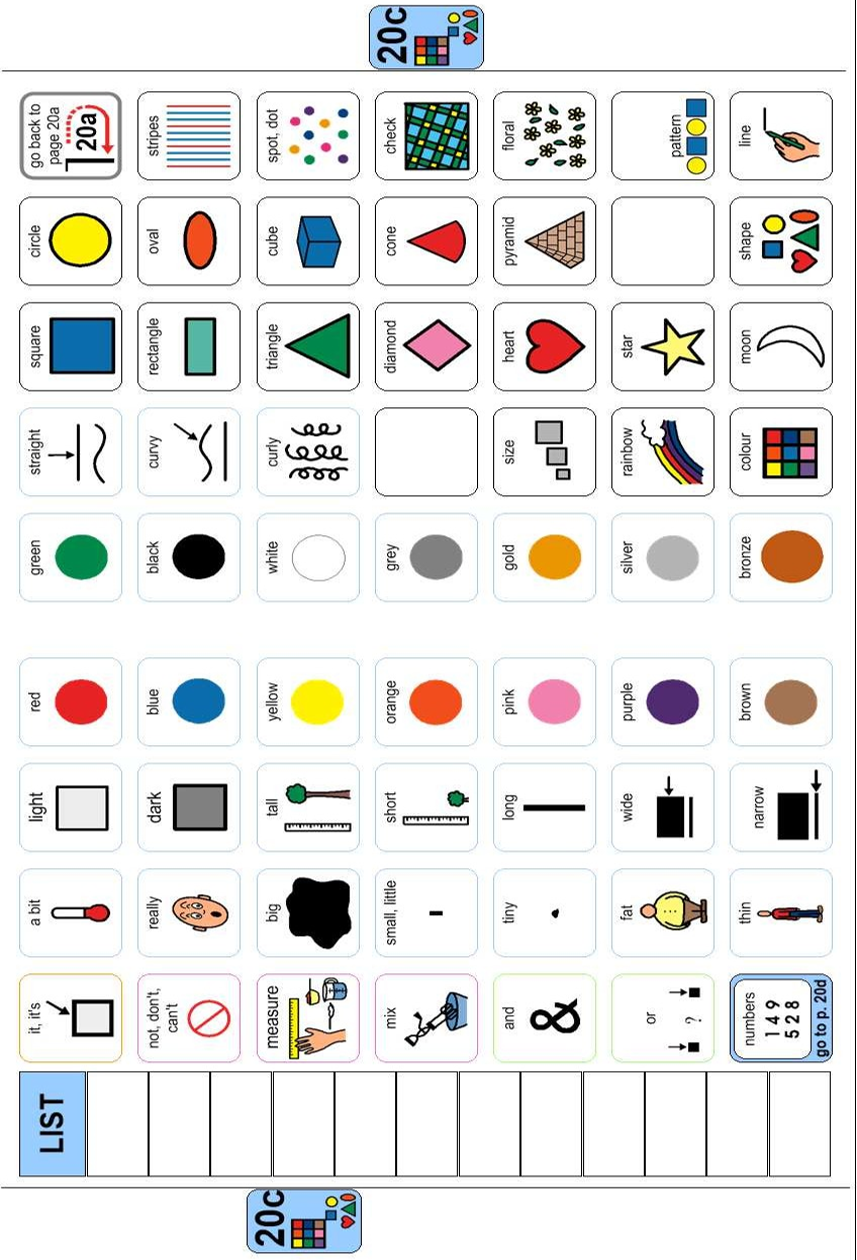 20c
LIST
it, it's
a bit
light
red
green
straight
square
circle
go back to
page 20a
20a
not, don't,
can't
really
dark
blue
black
curvy
rectangle
oval
stripes
measure
big
tall
yellow
white
curly
triangle
cube
spot, dot
mix
small, little
short
orange
grey
diamond
cone
check
and
&
tiny
long
pink
gold
size
heart
pyramid
floral
or
?
fat
wide
purple
silver
rainbow
star
pattern
numbers
1 4 9
5 2 8
go to p. 20d
thin
narrow
brown
bronze
colour
moon
shape
line
20c